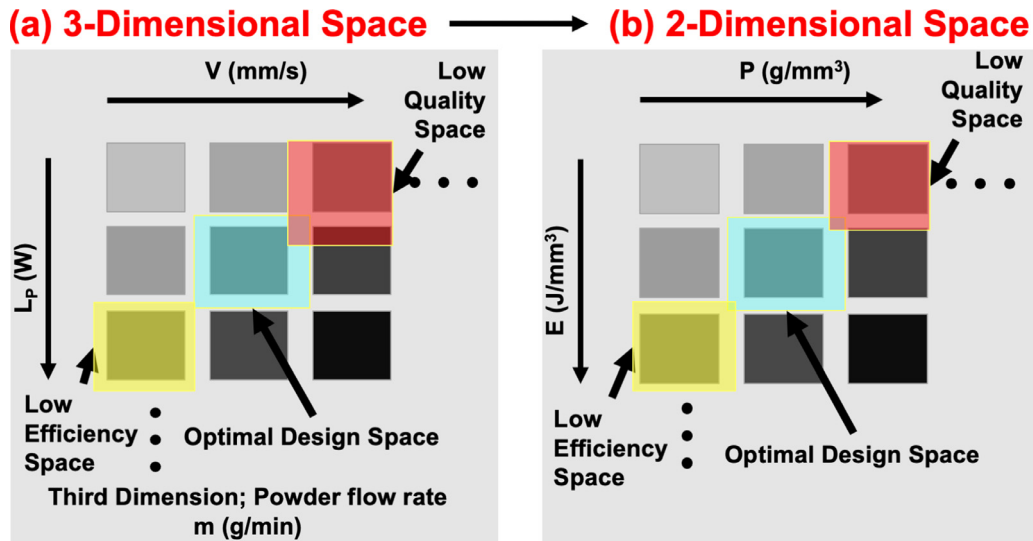 (a) 3-Dimensional Space
(b) 2-Dimensional Space
V (mm/s)
Low
Quality
Space
L_P (W)
Low
Efficiency
Space
Optimal Design Space
Third Dimension; Powder flow rate
m (g/min)
P (g/mm³)
Low
Quality
Space
E (J/mm³)
Low
Efficiency
Space
Optimal Design Space